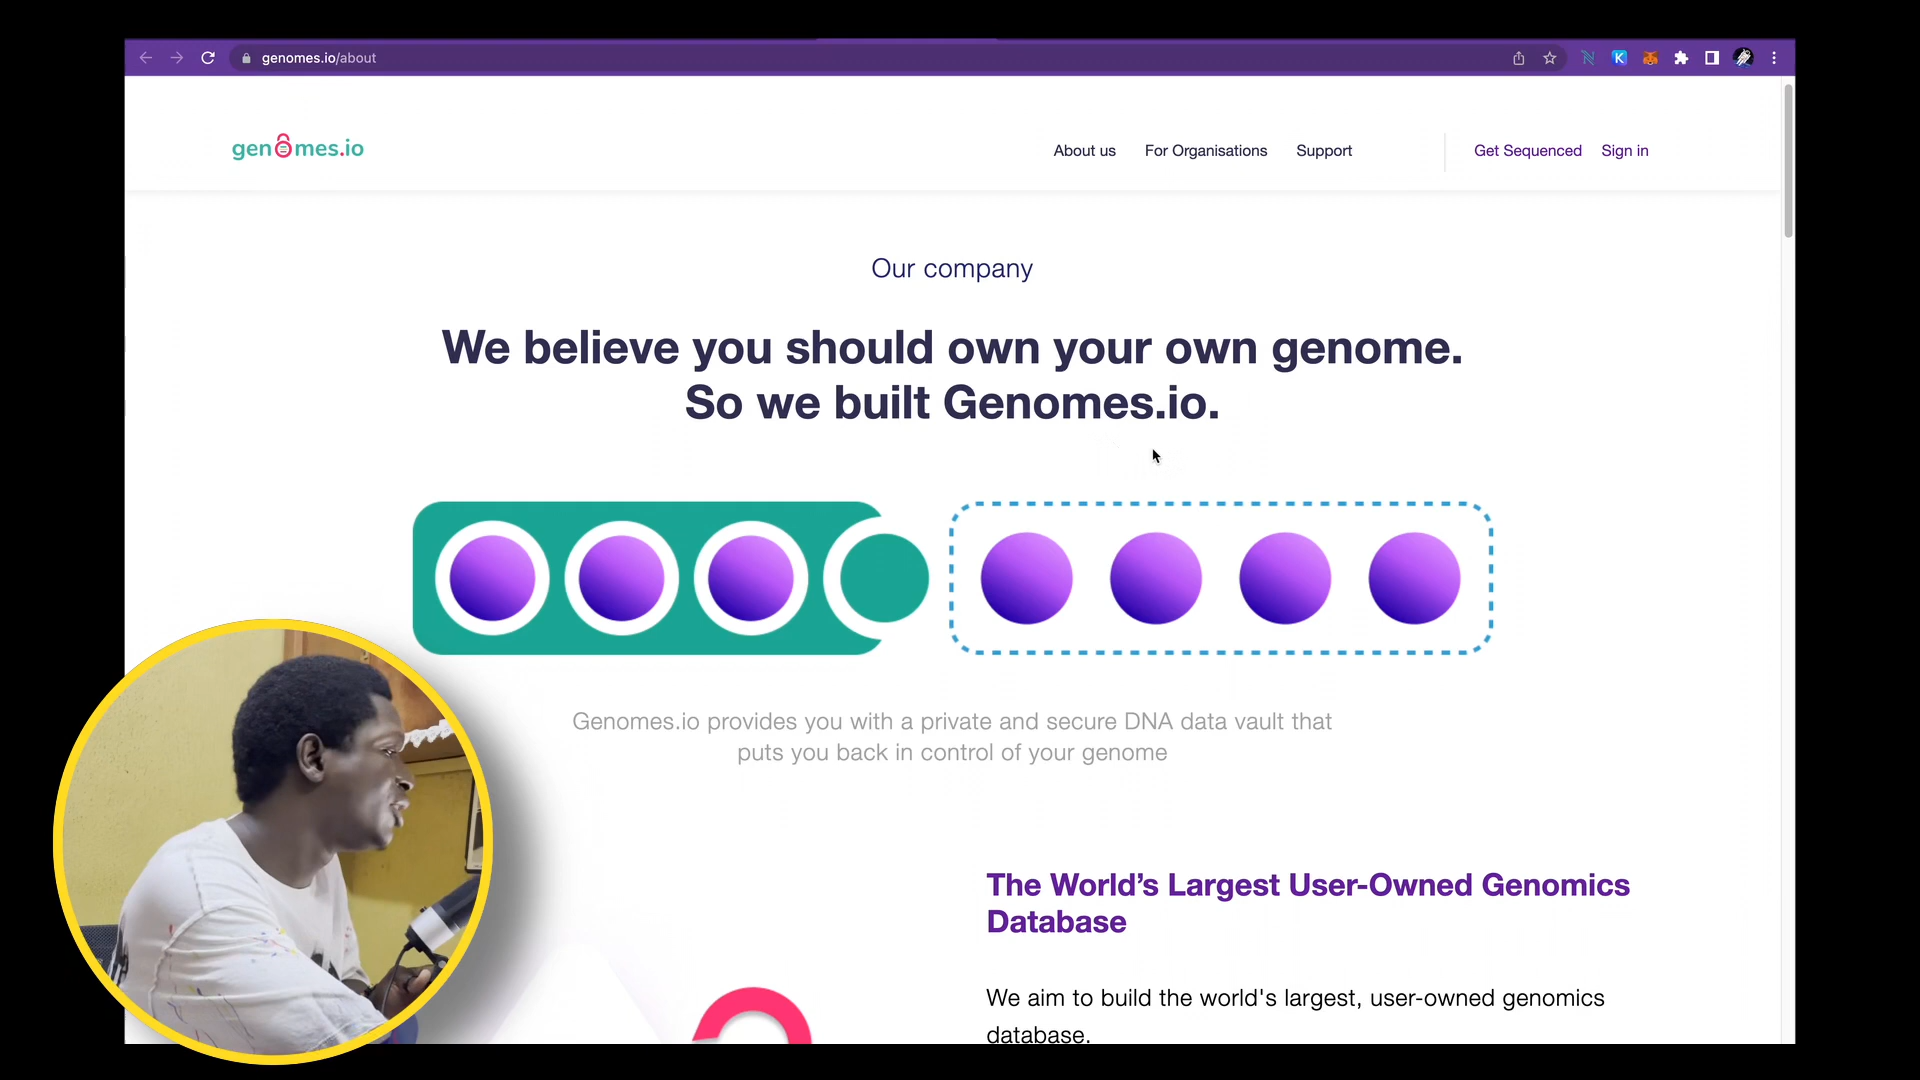 genomes.io/about
genomes.io
About us
For Organisations
Support
Get Sequenced
Sign in
Our company
We believe you should own your own genome.
So we built Genomes.io.
Genomes.io provides you with a private and secure DNA data vault that
puts you back in control of your genome
The World’s Largest User-Owned Genomics
Database
We aim to build the world's largest, user-owned genomics
database.